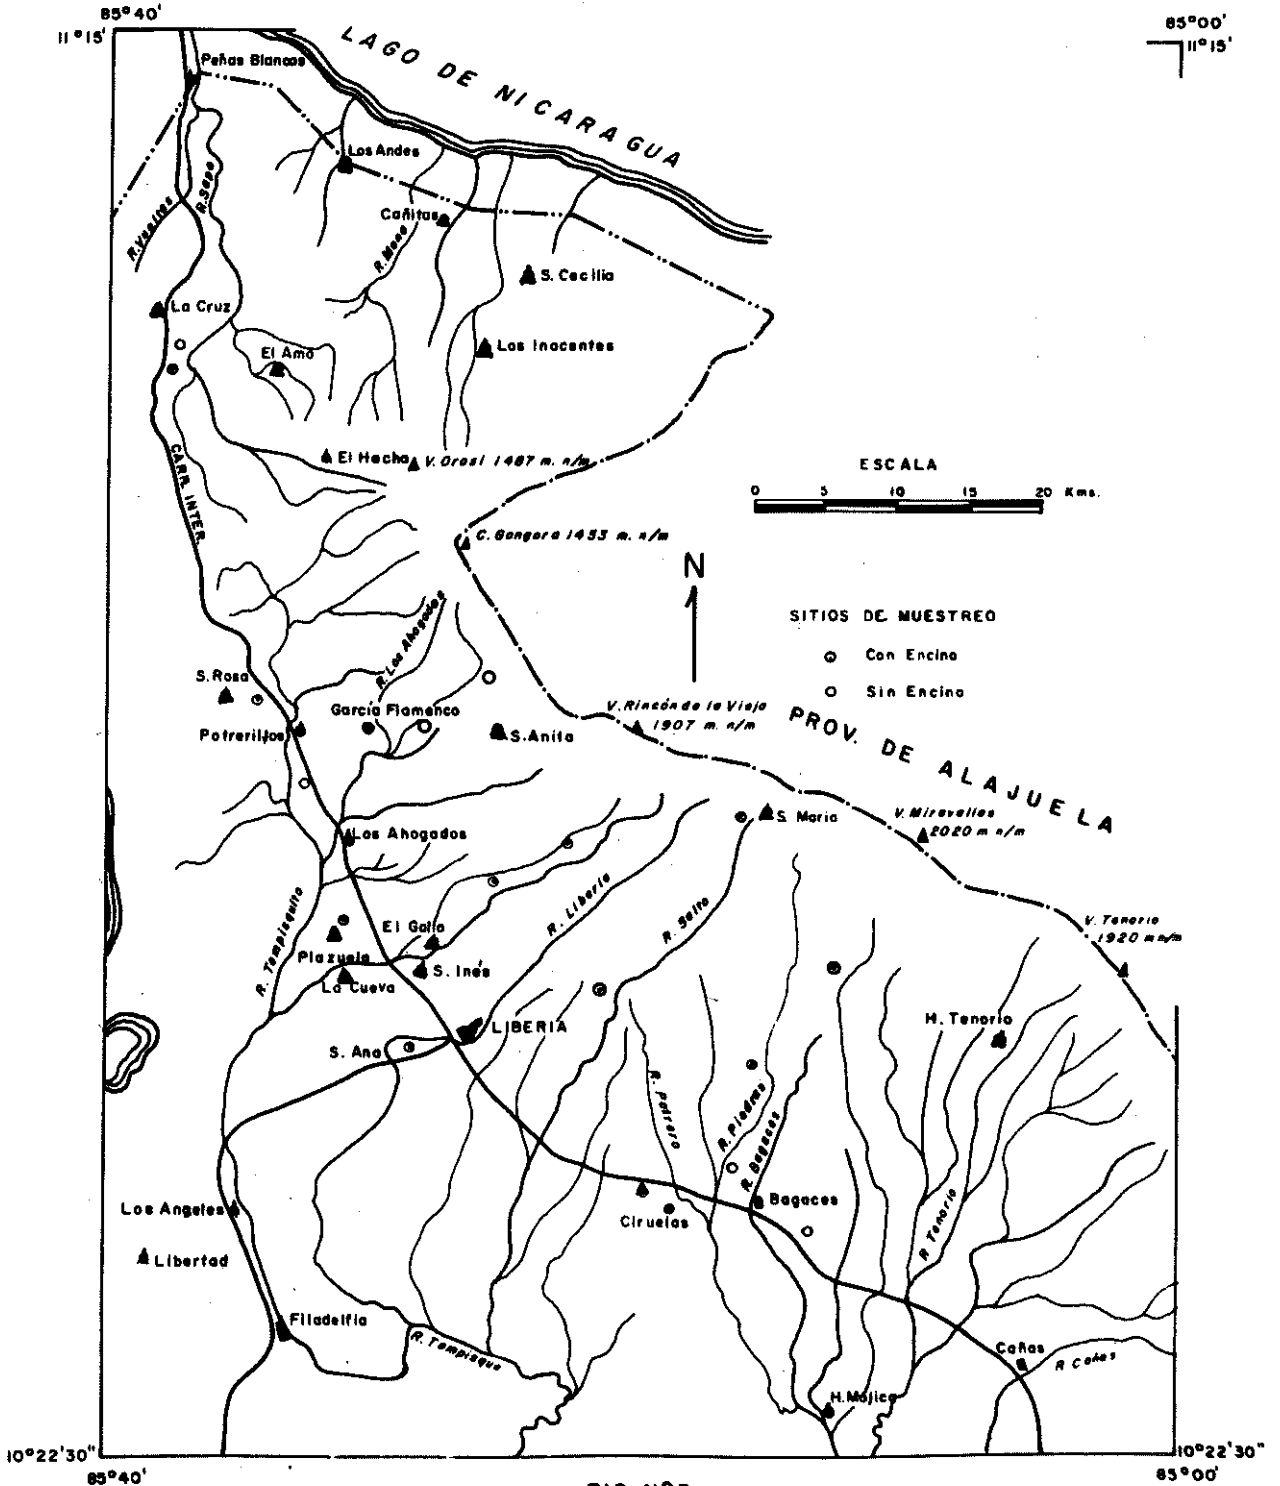 85°40'
85°00'
11°15'
11°15'
LAGO DE NICARAGUA
Peñas Blancas
Los Andes
R. Sapa
Cañitas
R. Mena
S. Cecilia
La Cruz
El Amo
Los Inocentes
El Hacha
V. Orosi 1487 m. n/m
CARR. INTER.
ESCALA
0 5 10 15 20 Kms.
C. Gongora 1453 m. n/m
N
SITIOS DE MUESTREO
Con Encino
Sin Encino
R. Los Ahogados
S. Rosa
García Flamenco
V. Rincón de la Vieja
1907 m. n/m
PROV. DE ALAJUELA
Potrerillos
S. Anita
V. Miravalles
2020 m n/m
S. Maria
Los Ahogados
R. Liberia
R. Salto
R. Tempisquito
El Gallo
V. Tenorio
1920 m n/m
Plazuela
S. Inés
La Cueva
LIBERIA
H. Tenorio
S. Ana
R. Potrero
R. Piedras
R. Bagaces
Los Angeles
Bagaces
Ciruelas
R Tenorio
Libertad
Filadelfia
R. Tempisque
Cañas
R Cañas
H. Mojica
10°22'30"
10°22'30"
85°40'
85°00'